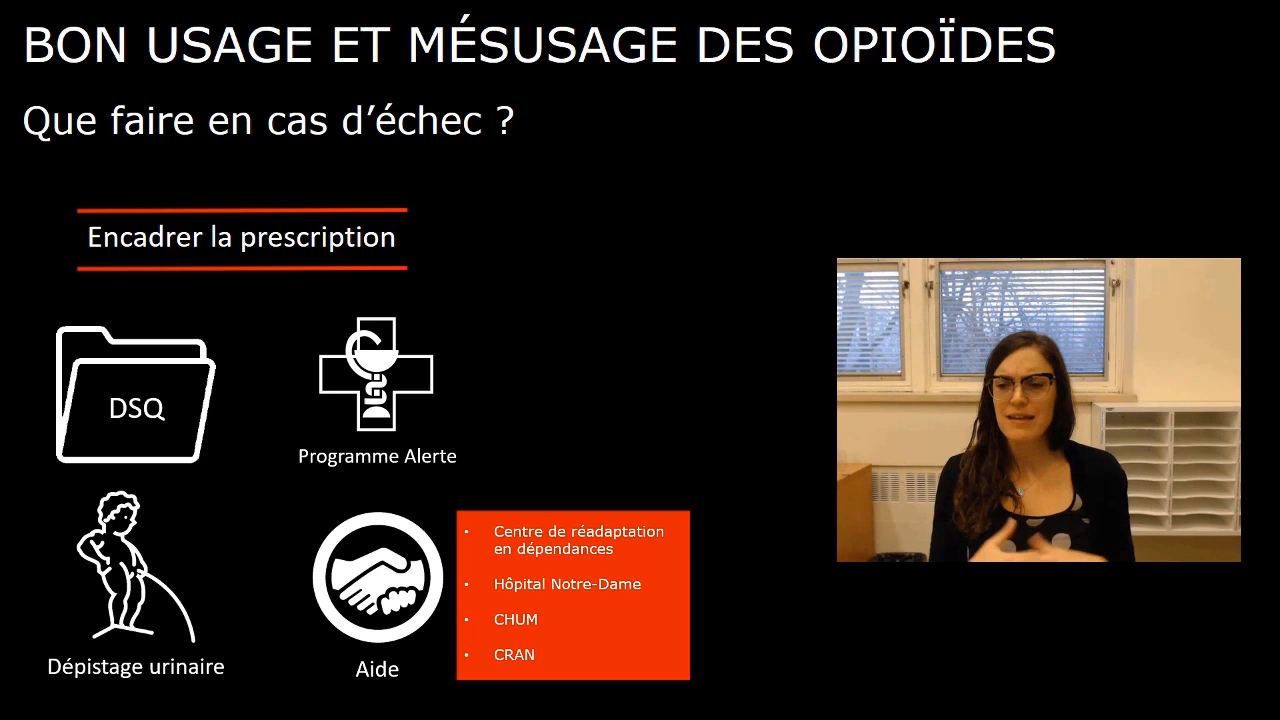 BON USAGE ET MÉSUSAGE DES OPIOÏDES
Que faire en cas d’échec ?
Encadrer la prescription
DSQ
Programme Alerte
Dépistage urinaire
Aide
• Centre de réadaptation
en dépendances
• Hôpital Notre-Dame
• CHUM
• CRAN